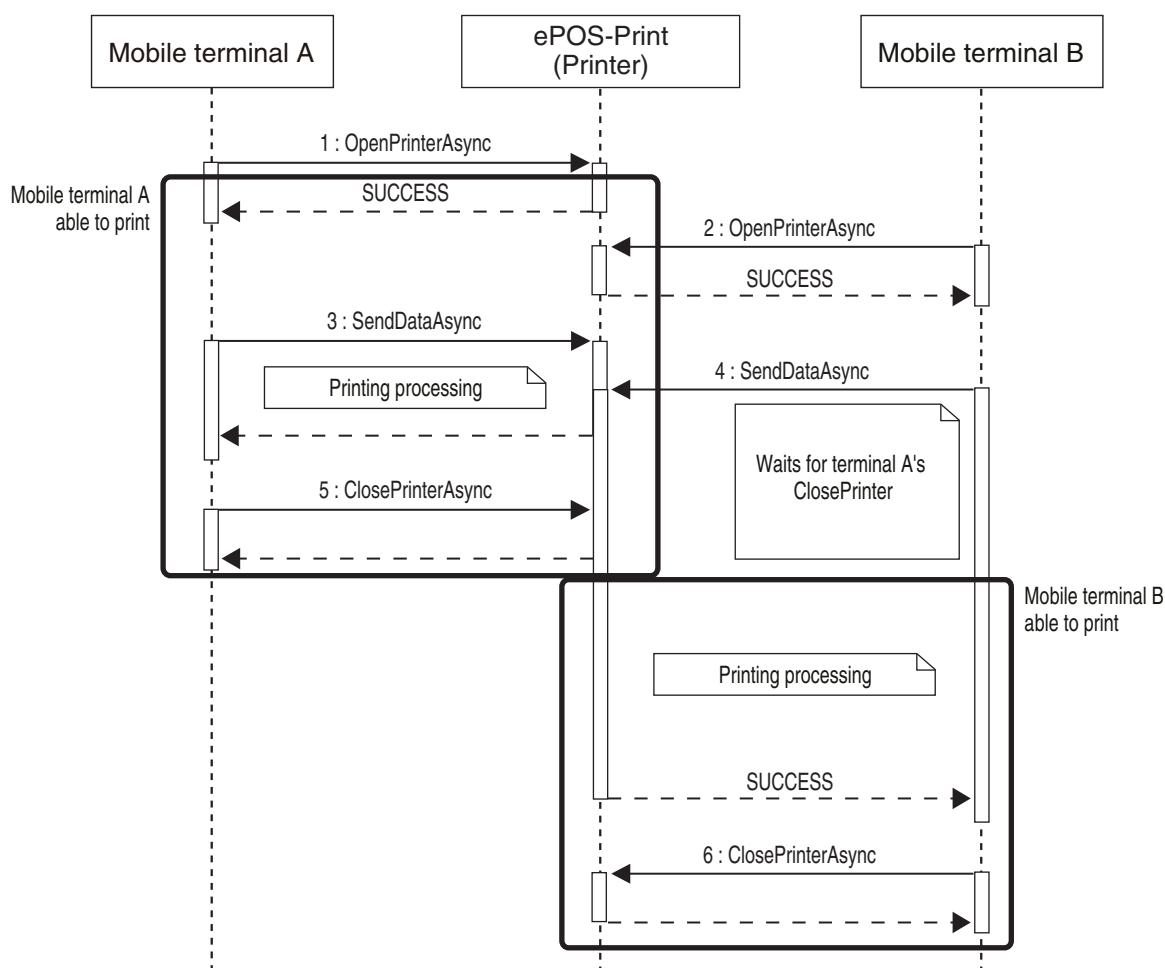 Mobile terminal A
ePOS-Print
(Printer)
Mobile terminal B
1 : OpenPrinterAsync
Mobile terminal A
able to print
SUCCESS
2 : OpenPrinterAsync
SUCCESS
3 : SendDataAsync
4 : SendDataAsync
Printing processing
Waits for terminal A's
ClosePrinter
5 : ClosePrinterAsync
Mobile terminal B
able to print
Printing processing
SUCCESS
6 : ClosePrinterAsync